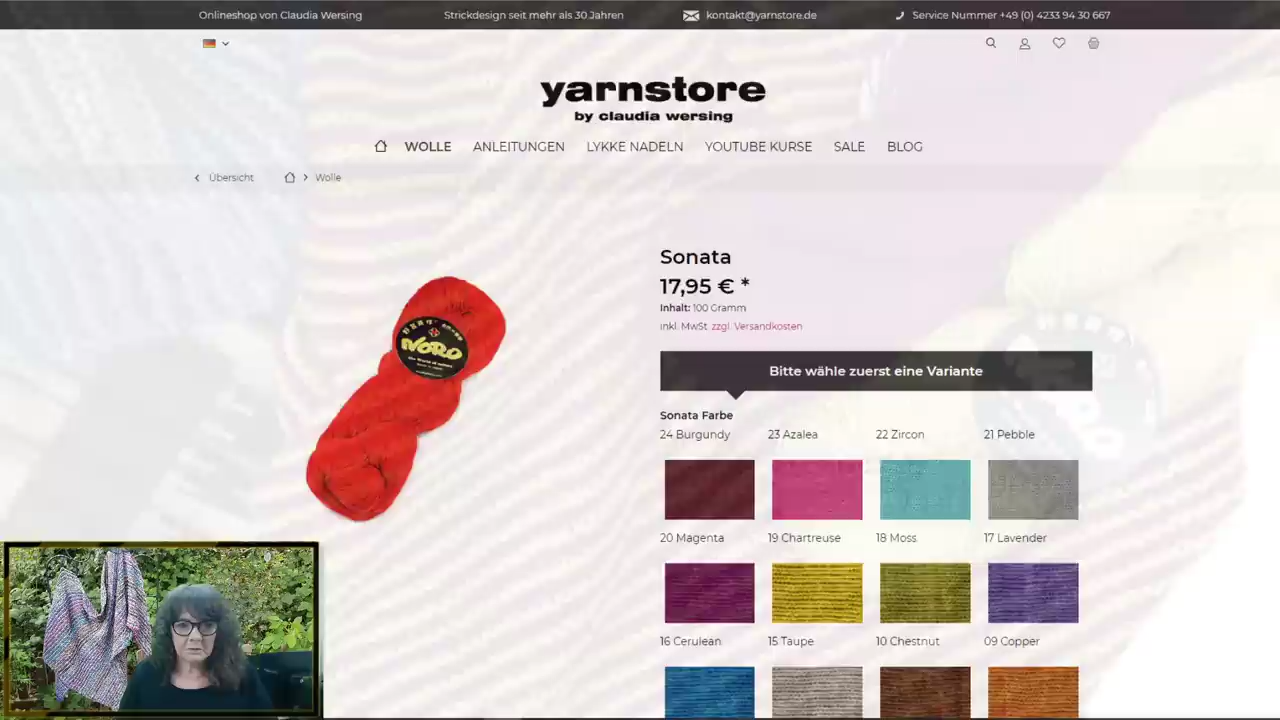 Onlineshop von Claudia Wersing
Strickdesign seit mehr als 30 Jahren
kontakt@yarnstore.de
Service Nummer +49 (0) 4233 94 30 667
yarnstore
by claudia wersing
WOLLE
ANLEITUNGEN
LYKKE NADELN
YOUTUBE KURSE
SALE
BLOG
Übersicht
Wolle
Sonata
17,95 € *
Inhalt: 100 Gramm
inkl. MwSt. zzgl. Versandkosten
NORO
Bitte wähle zuerst eine Variante
Sonata Farbe
24 Burgundy
23 Azalea
22 Zircon
21 Pebble
20 Magenta
19 Chartreuse
18 Moss
17 Lavender
16 Cerulean
15 Taupe
10 Chestnut
09 Copper